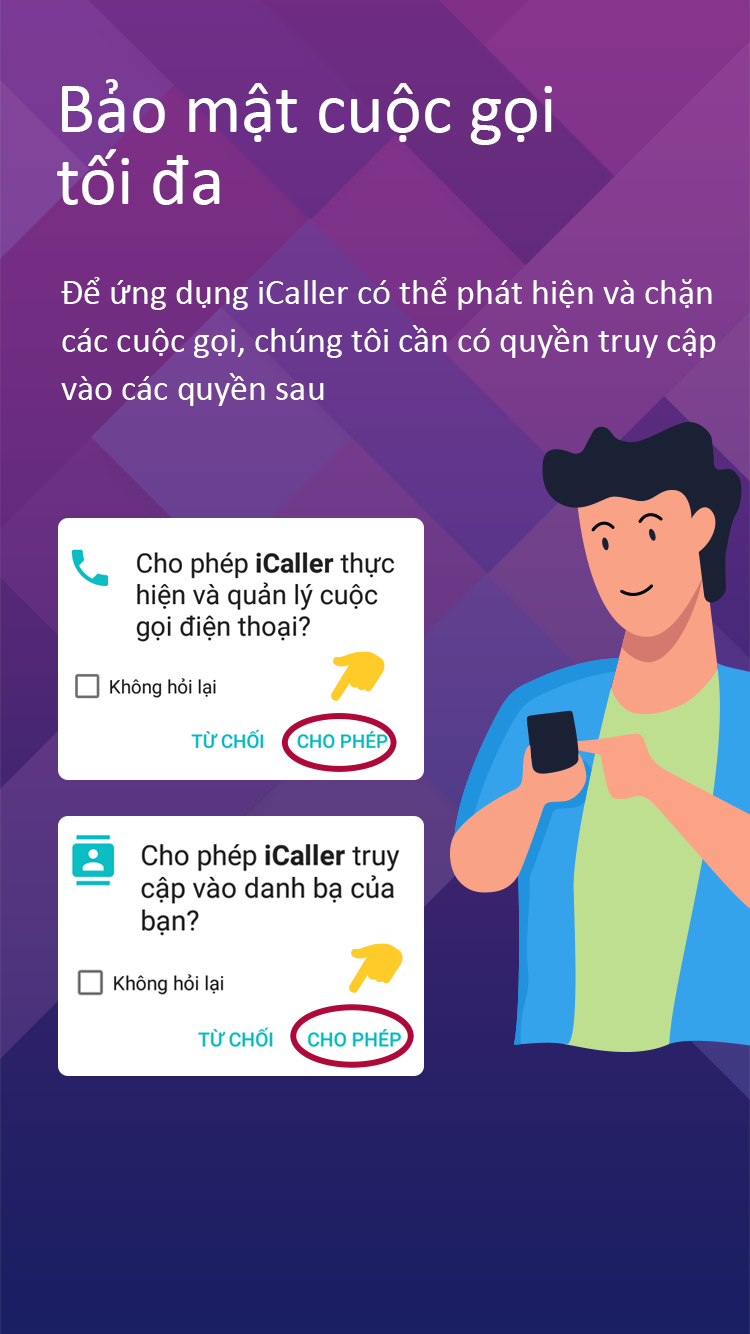 Bảo mật cuộc gọi
tối đa
Để ứng dụng iCaller có thể phát hiện và chặn
các cuộc gọi, chúng tôi cần có quyền truy cập
vào các quyền sau
Cho phép iCaller thực
hiện và quản lý cuộc
gọi điện thoại?
Không hỏi lại
TỪ CHỐI CHO PHÉP
Cho phép iCaller truy
cập vào danh bạ của
bạn?
Không hỏi lại
TỪ CHỐI CHO PHÉP